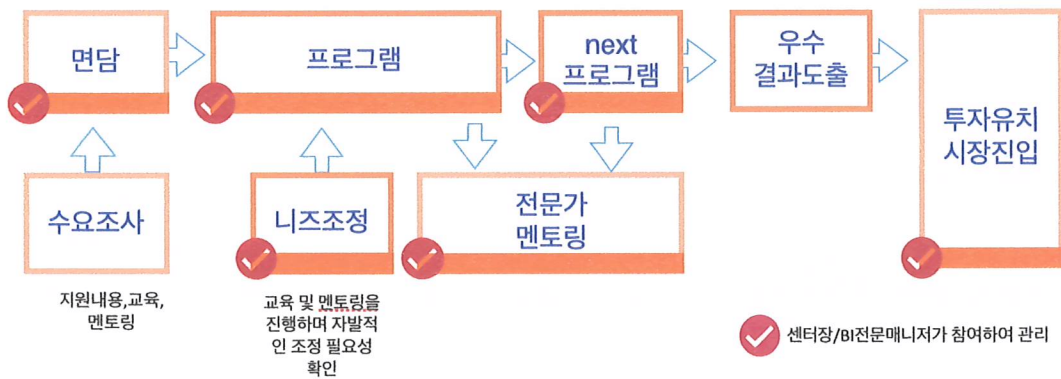 면담
프로그램
next
프로그램
우수
결과도출
투자유치
시장진입
수요조사
니즈조정
전문가
멘토링
지원내용,교육,
멘토링
교육 및 멘토링을
진행하며 자발적
인 조정 필요성
확인
센터장/BI전문매니저가 참여하여 관리